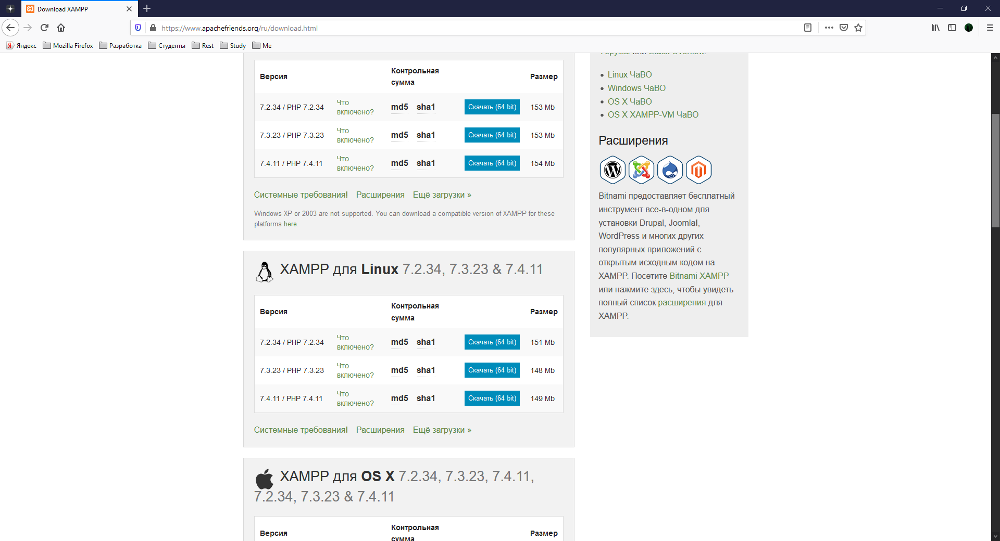 Download XAMPP
https://www.apachefriends.org/ru/download.html
Яндекс Mozilla Firefox Разработка Студенты Rest Study Me
Версия Контрольная сумма Размер
7.2.34 / PHP 7.2.34 Что включено? md5 sha1 Скачать (64 bit) 153 Mb
7.3.23 / PHP 7.3.23 Что включено? md5 sha1 Скачать (64 bit) 153 Mb
7.4.11 / PHP 7.4.11 Что включено? md5 sha1 Скачать (64 bit) 154 Mb
Системные требования! Расширения Ещё загрузки »
Windows XP or 2003 are not supported. You can download a compatible version of XAMPP for these
platforms here.
XAMPP для Linux 7.2.34, 7.3.23 & 7.4.11
Версия Контрольная сумма Размер
7.2.34 / PHP 7.2.34 Что включено? md5 sha1 Скачать (64 bit) 151 Mb
7.3.23 / PHP 7.3.23 Что включено? md5 sha1 Скачать (64 bit) 148 Mb
7.4.11 / PHP 7.4.11 Что включено? md5 sha1 Скачать (64 bit) 149 Mb
Системные требования! Расширения Ещё загрузки »
XAMPP для OS X 7.2.34, 7.3.23, 7.4.11,
7.2.34, 7.3.23 & 7.4.11
Версия Контрольная сумма Размер
Форумы или Stack Overflow.
Linux ЧаВО
Windows ЧаВО
OS X ЧаВО
OS X XAMPP-VM ЧаВО
Расширения
Bitnami предоставляет бесплатный
инструмент все-в-одном для
установки Drupal, Joomla!,
WordPress и многих других
популярных приложений с
открытым исходным кодом на
XAMPP. Посетите Bitnami XAMPP
или нажмите здесь, чтобы увидеть
полный список расширения для
XAMPP.